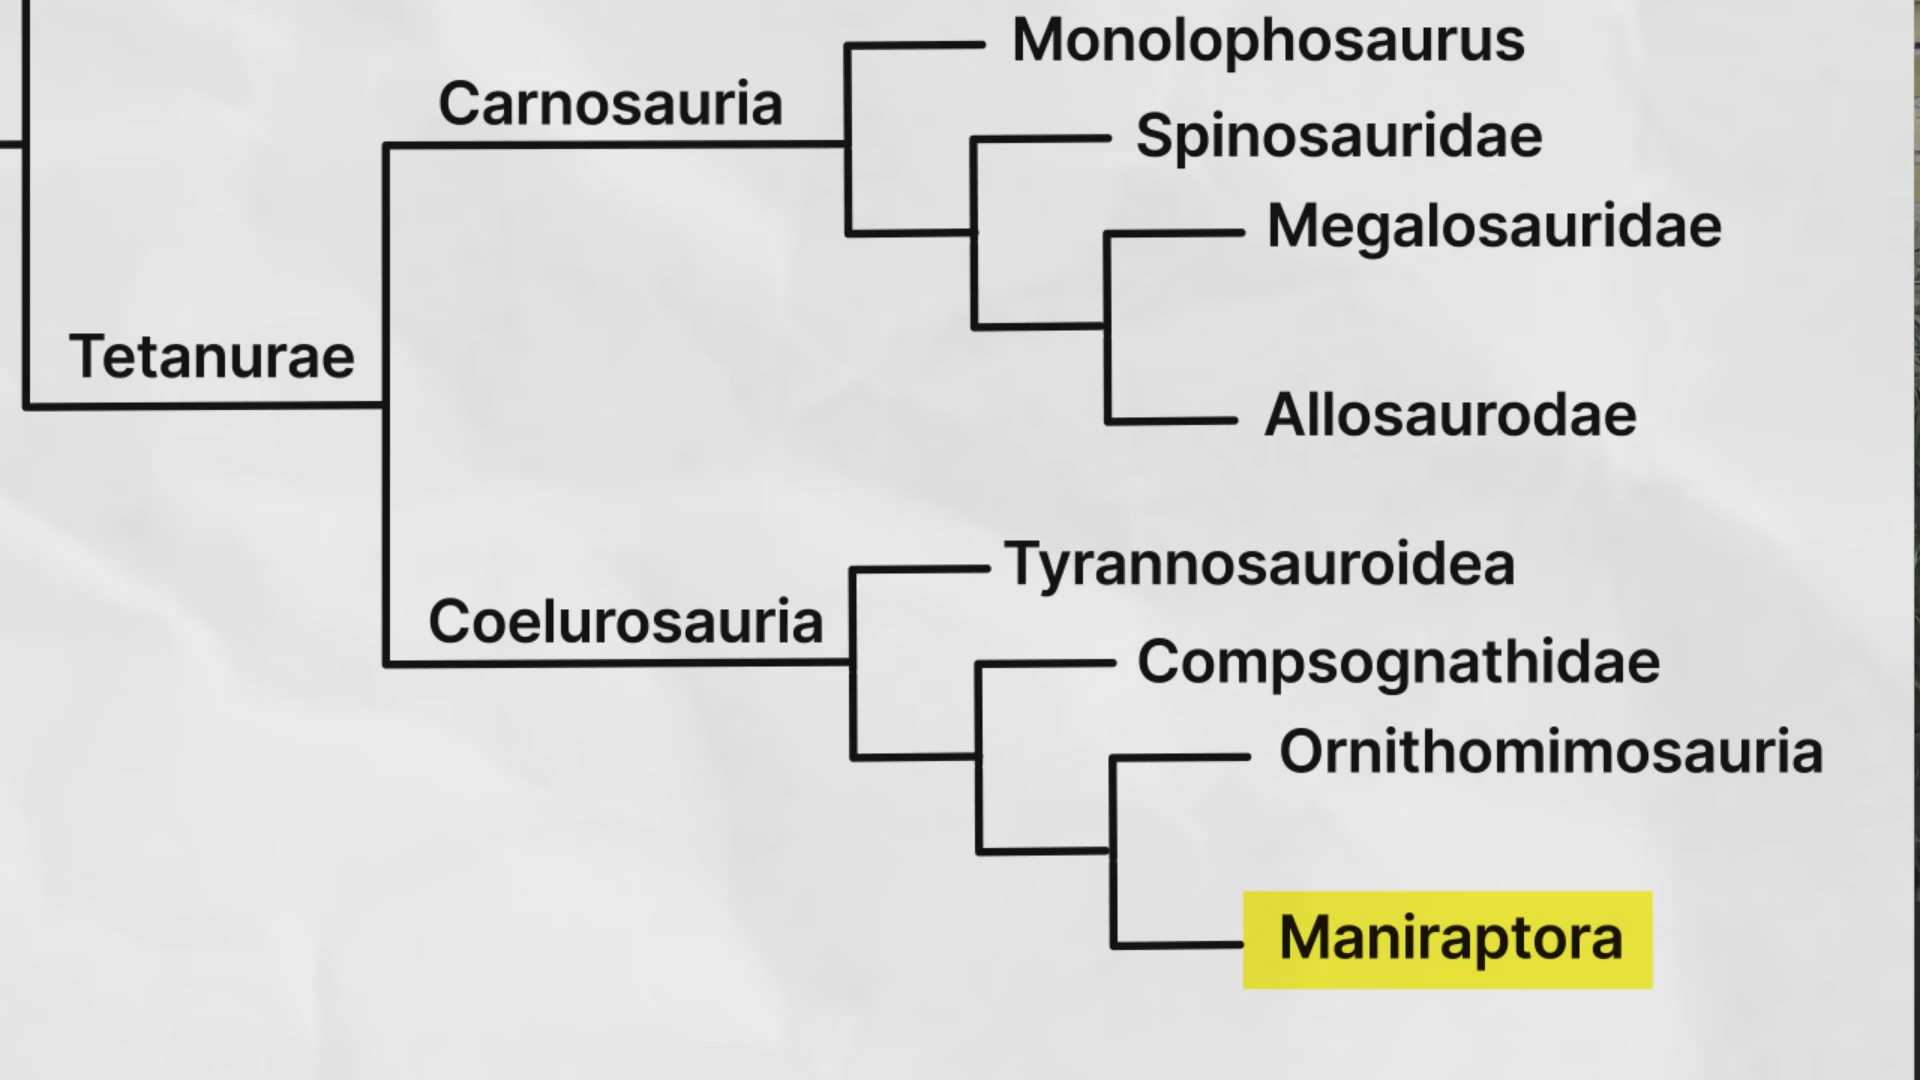 Monolophosaurus
Carnosauria
Spinosauridae
Megalosauridae
Tetanurae
Allosaurodae
Tyrannosauroidea
Coelurosauria
Compsognathidae
Ornithomimosauria
Maniraptora